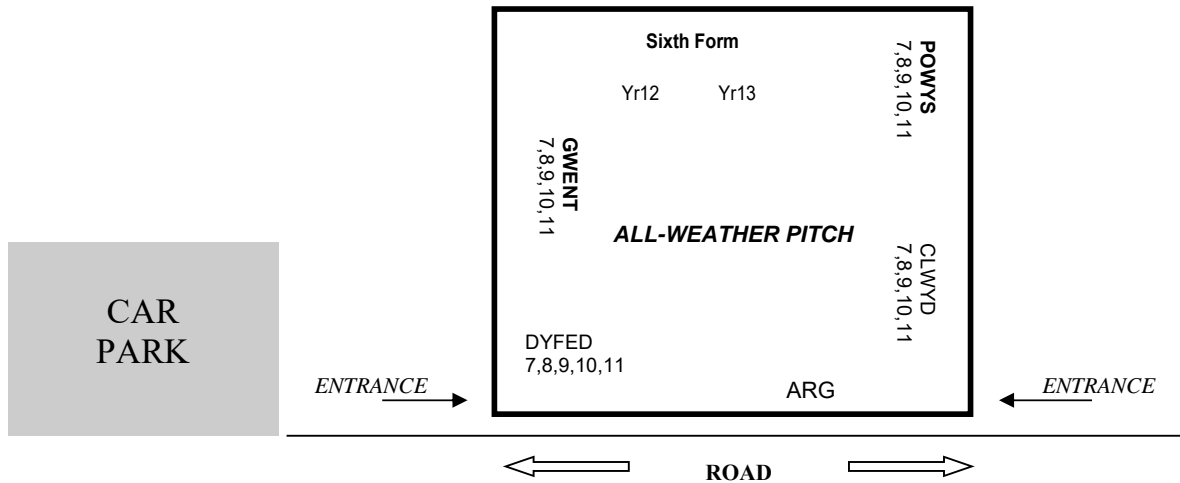 Sixth Form
Yr12 Yr13
POWYS
7,8,9,10,11
GWENT
7,8,9,10,11
ALL-WEATHER PITCH
CLWYD
7,8,9,10,11
CAR
PARK
DYFED
7,8,9,10,11
ENTRANCE
ARG
ENTRANCE
ROAD